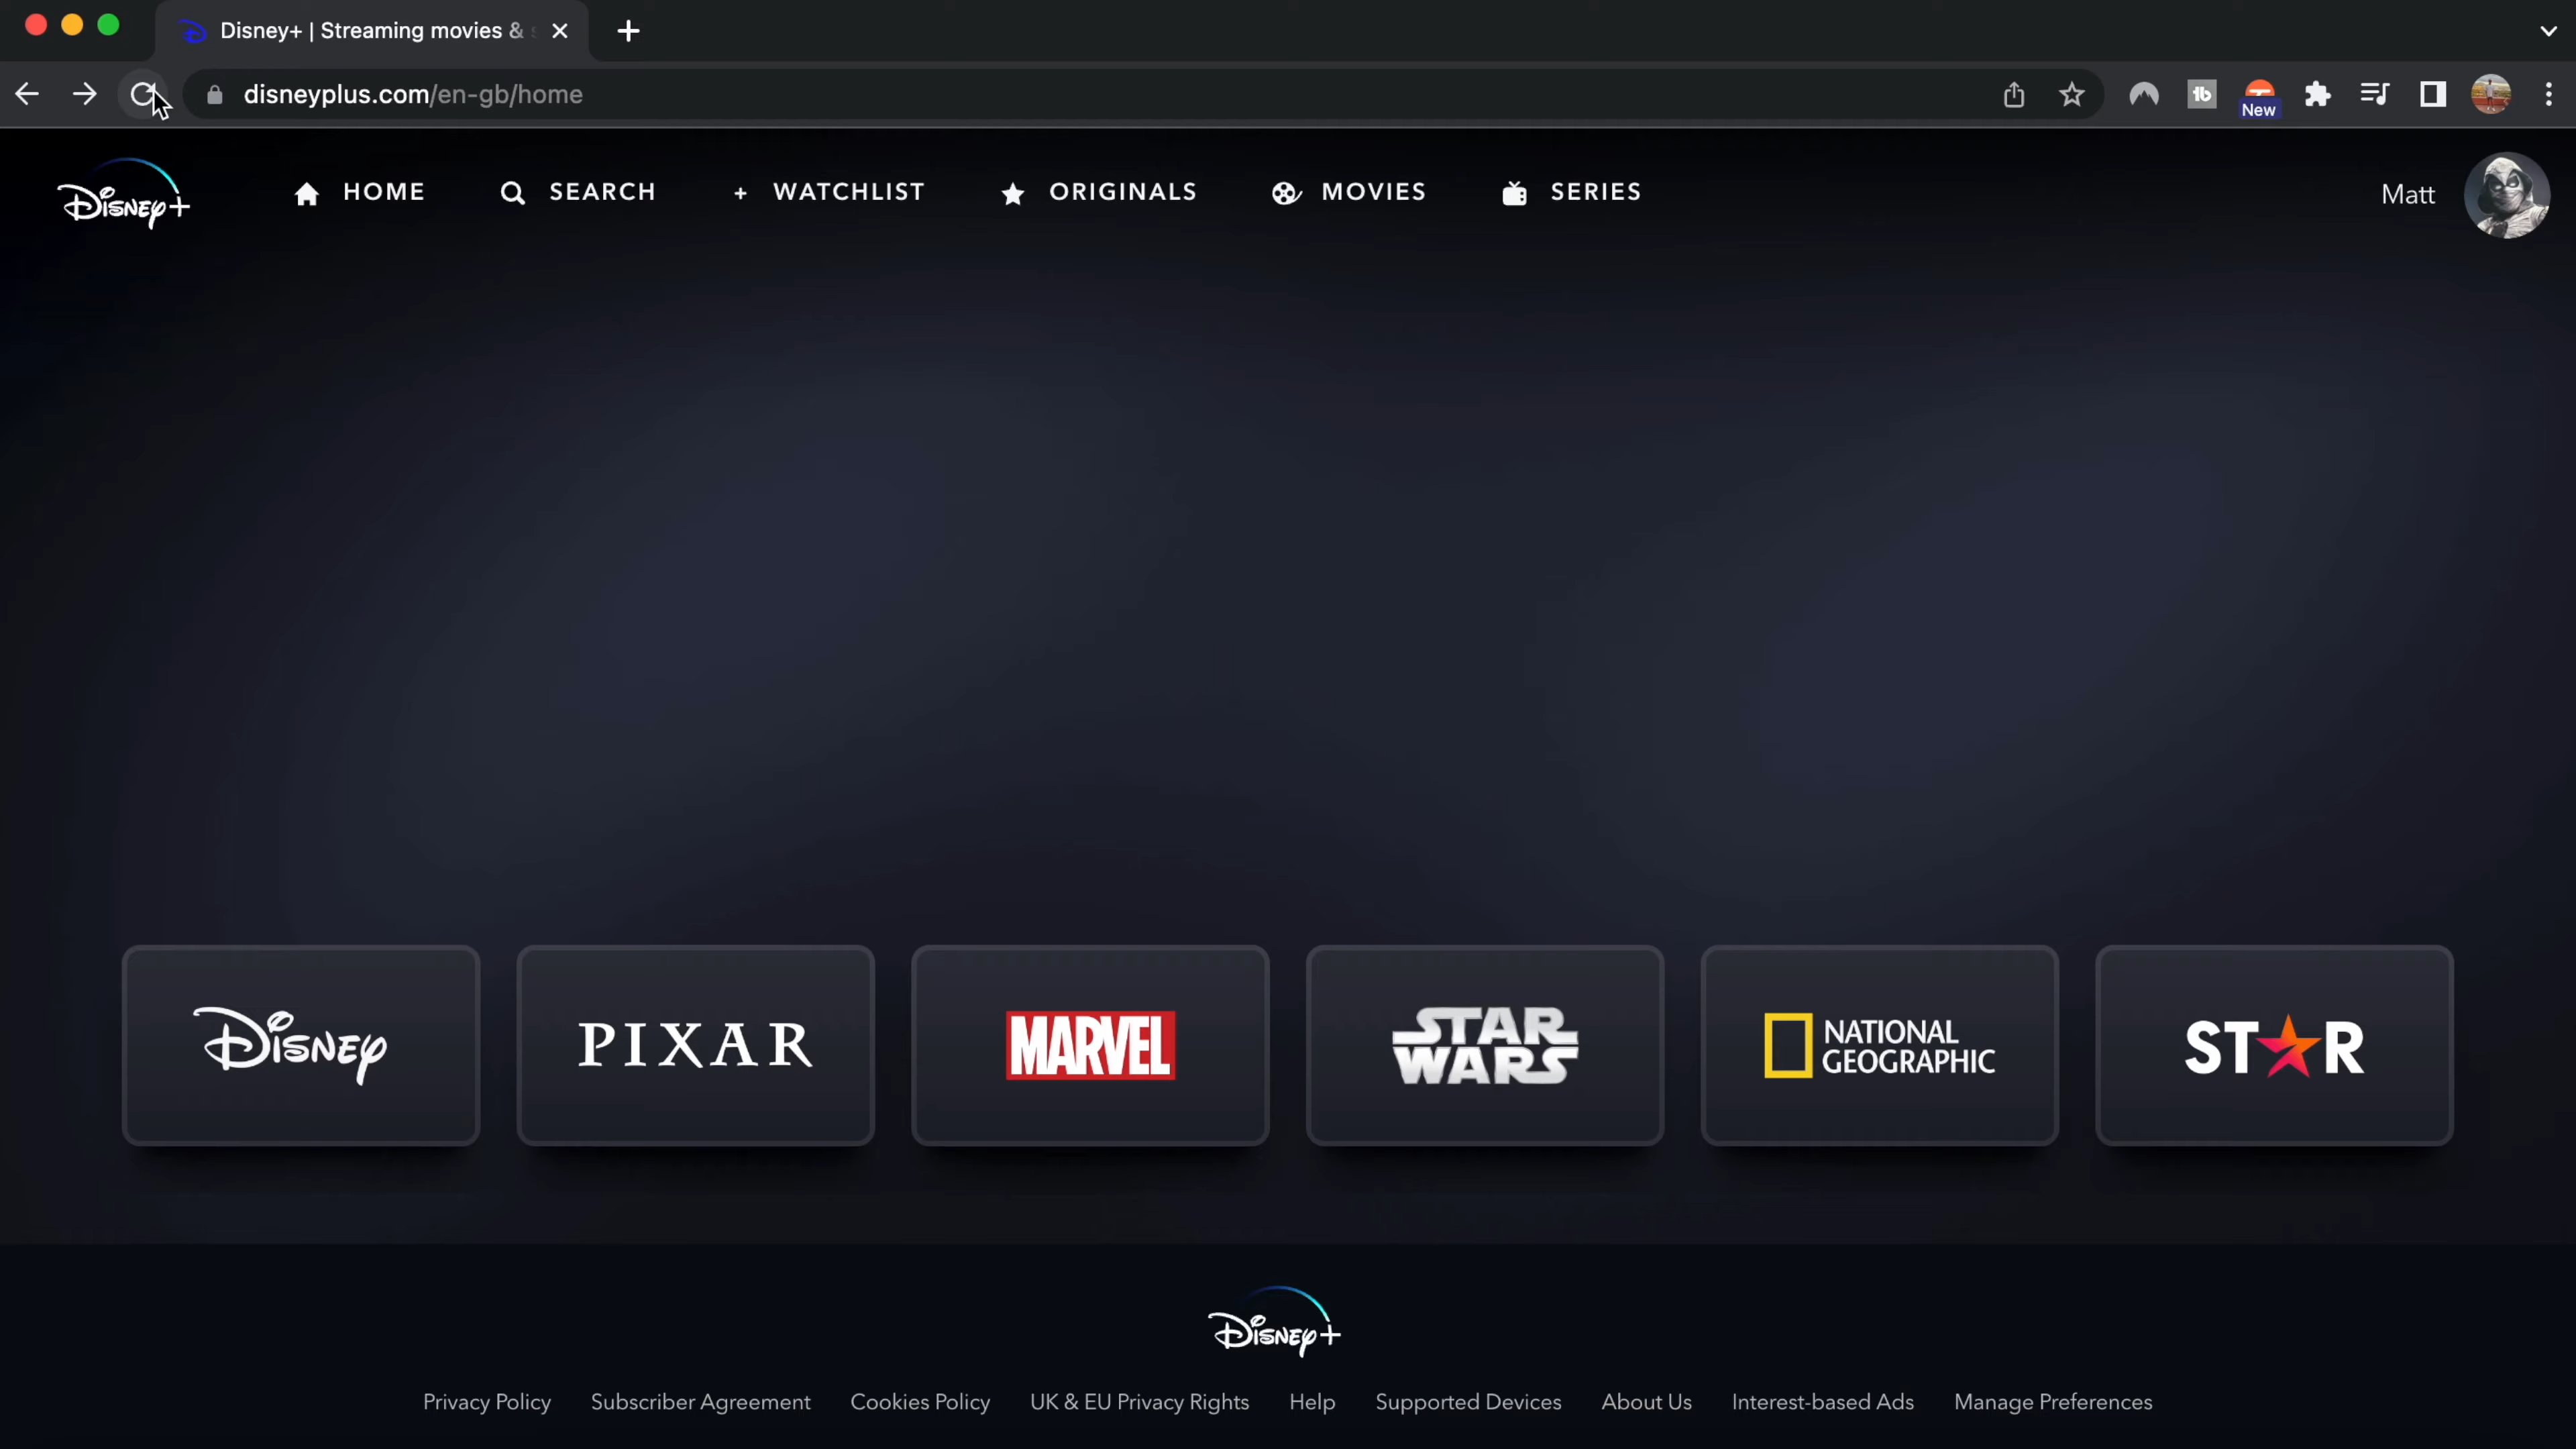 Disney+ | Streaming movies &
disneyplus.com/en-gb/home
New
Disney+
HOME
SEARCH
+ WATCHLIST
ORIGINALS
MOVIES
SERIES
Matt
Disney
PIXAR
MARVEL
STAR
WARS
NATIONAL
GEOGRAPHIC
STAR
Disney+
Privacy Policy
Subscriber Agreement
Cookies Policy
UK & EU Privacy Rights
Help
Supported Devices
About Us
Interest-based Ads
Manage Preferences